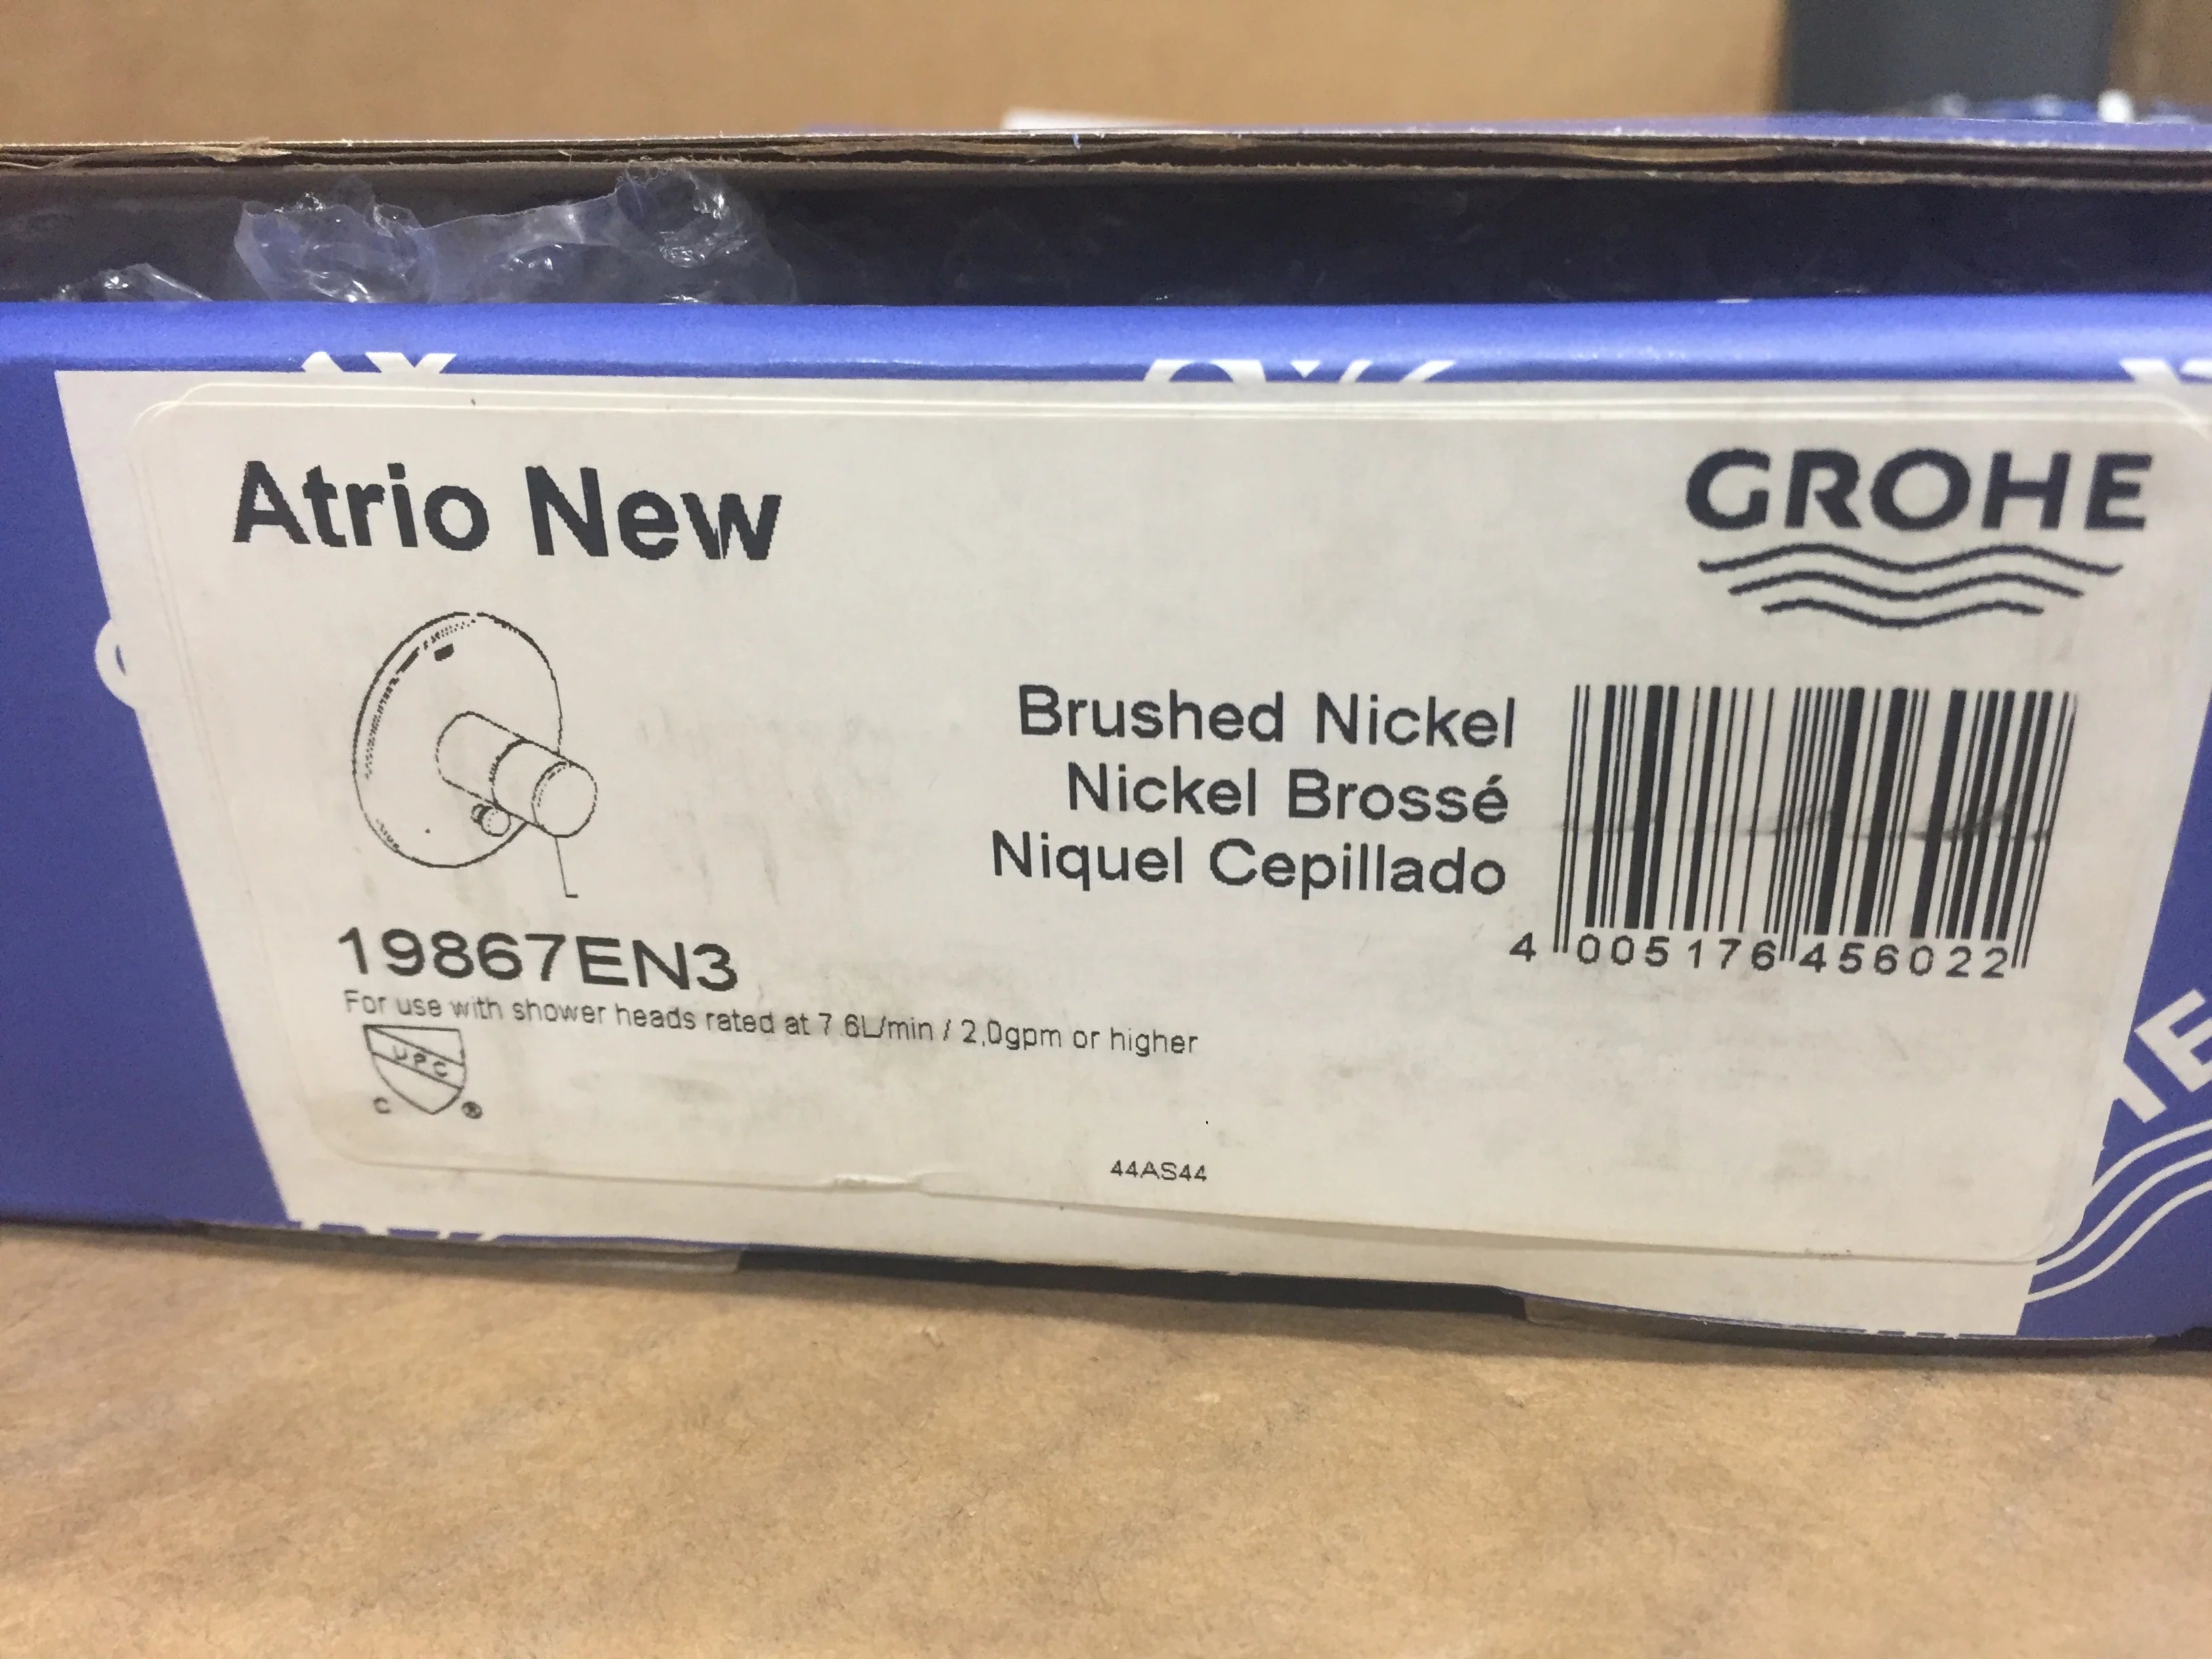 Atrio New
GROHE
Brushed Nickel
Nickel Brossé
Niquel Cepillado
4 005176 456022
19867EN3
For use with shower heads rated at 7 6L/min / 2,0gpm or higher
UPC
C ®
44AS44
HE